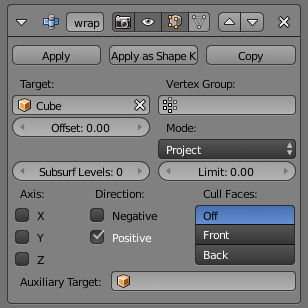 wrap
Apply Apply as Shape K Copy
Target: Vertex Group:
Cube
Offset: 0.00 Mode:
Project
Subsurf Levels: 0 Limit: 0.00
Axis: Direction: Cull Faces:
X Negative Off
Y Positive Front
Z Back
Auxiliary Target: